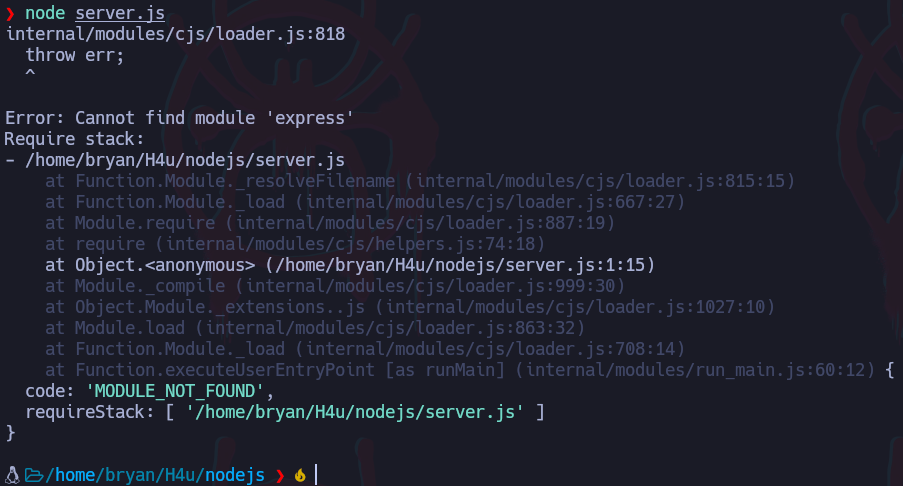 ❯ node server.js
internal/modules/cjs/loader.js:818
  throw err;
  ^

Error: Cannot find module 'express'
Require stack:
- /home/bryan/H4u/nodejs/server.js
    at Function.Module._resolveFilename (internal/modules/cjs/loader.js:815:15)
    at Function.Module._load (internal/modules/cjs/loader.js:667:27)
    at Module.require (internal/modules/cjs/loader.js:887:19)
    at require (internal/modules/cjs/helpers.js:74:18)
    at Object.<anonymous> (/home/bryan/H4u/nodejs/server.js:1:15)
    at Module._compile (internal/modules/cjs/loader.js:999:30)
    at Object.Module._extensions..js (internal/modules/cjs/loader.js:1027:10)
    at Module.load (internal/modules/cjs/loader.js:863:32)
    at Function.Module._load (internal/modules/cjs/loader.js:708:14)
    at Function.executeUserEntryPoint [as runMain] (internal/modules/run_main.js:60:12) {
  code: 'MODULE_NOT_FOUND',
  requireStack: [ '/home/bryan/H4u/nodejs/server.js' ]
}

/home/bryan/H4u/nodejs ❯